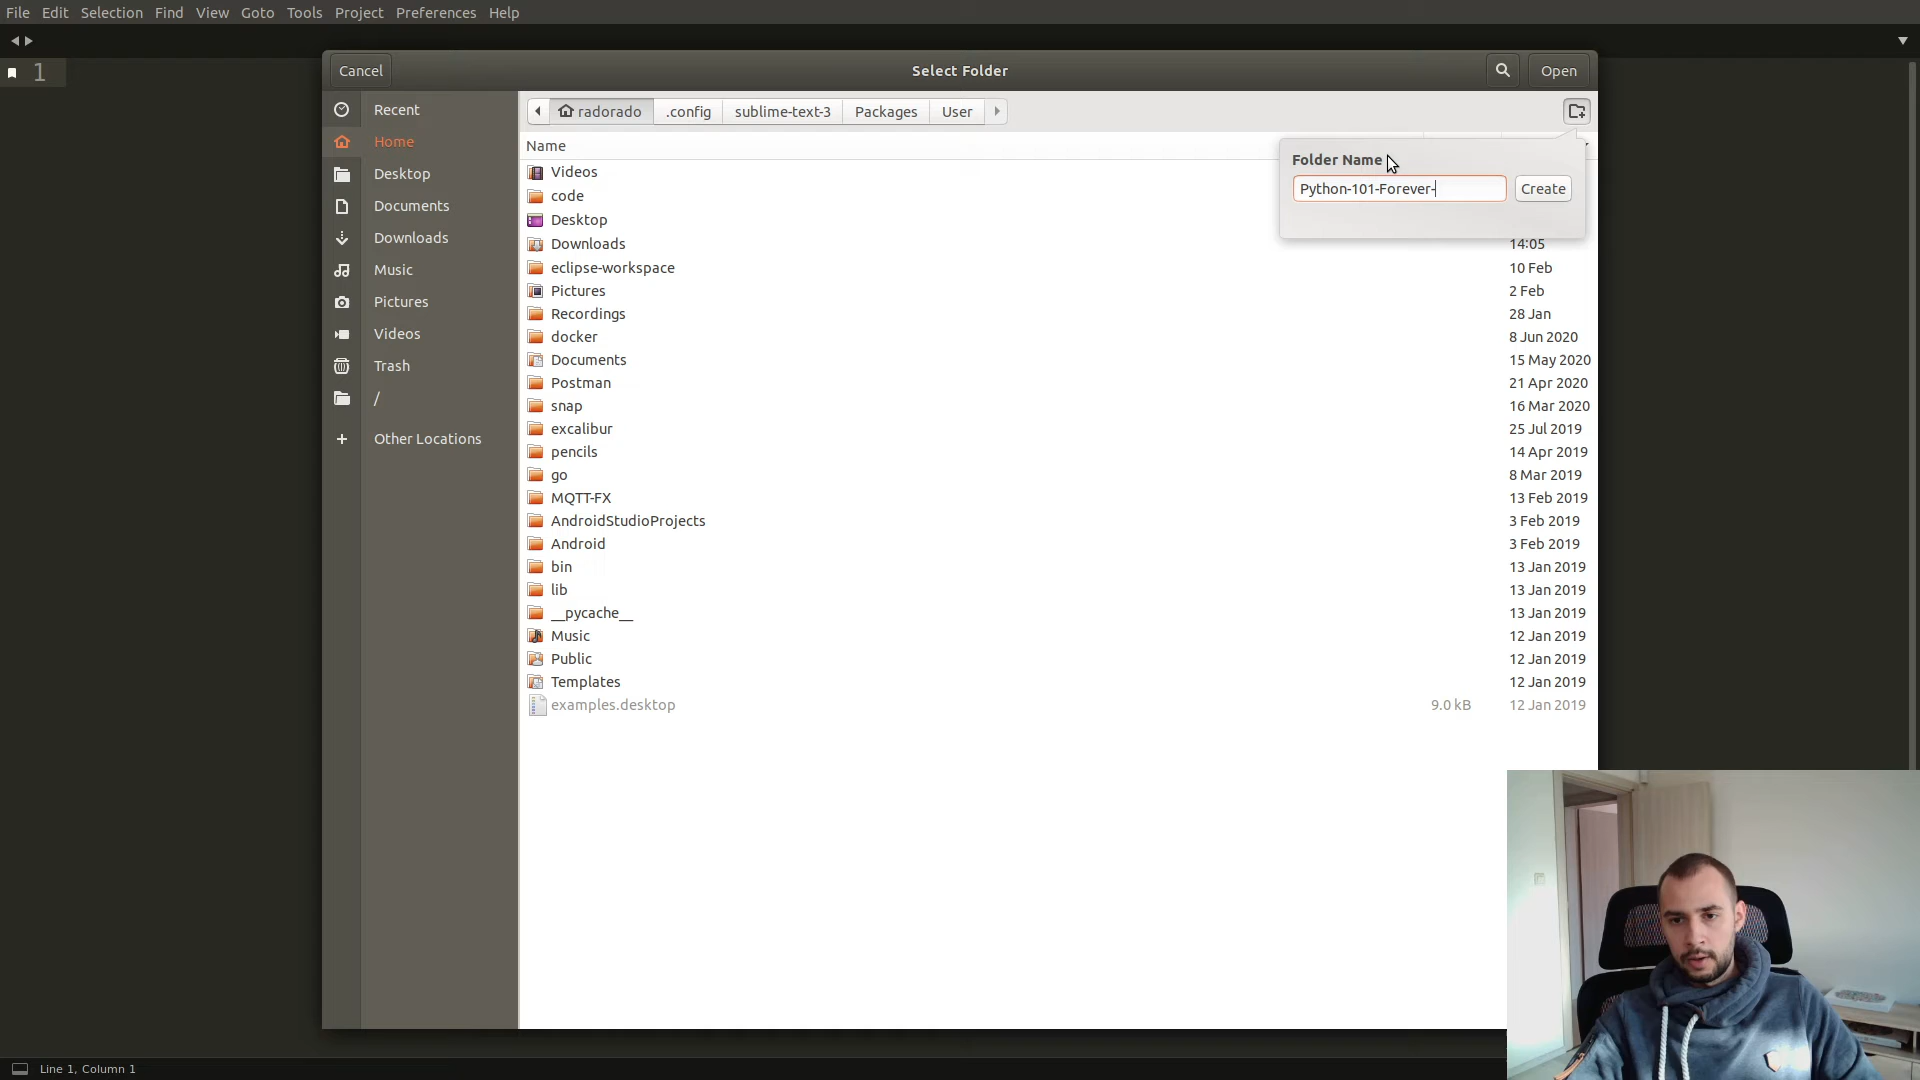 File Edit Selection Find View Goto Tools Project Preferences Help
1
Cancel
Select Folder
Open
Recent
Home
Desktop
Documents
Downloads
Music
Pictures
Videos
Trash
/
Other Locations
radorado .config sublime-text-3 Packages User
Name
Folder Name
Python-101-Forever-
Create
Videos
code
Desktop
Downloads 14:05
eclipse-workspace 10 Feb
Pictures 2 Feb
Recordings 28 Jan
docker 8 Jun 2020
Documents 15 May 2020
Postman 21 Apr 2020
snap 16 Mar 2020
excalibur 25 Jul 2019
pencils 14 Apr 2019
go 8 Mar 2019
MQTT-FX 13 Feb 2019
AndroidStudioProjects 3 Feb 2019
Android 3 Feb 2019
bin 13 Jan 2019
lib 13 Jan 2019
__pycache__ 13 Jan 2019
Music 12 Jan 2019
Public 12 Jan 2019
Templates 12 Jan 2019
examples.desktop 9.0 kB 12 Jan 2019
Line 1, Column 1